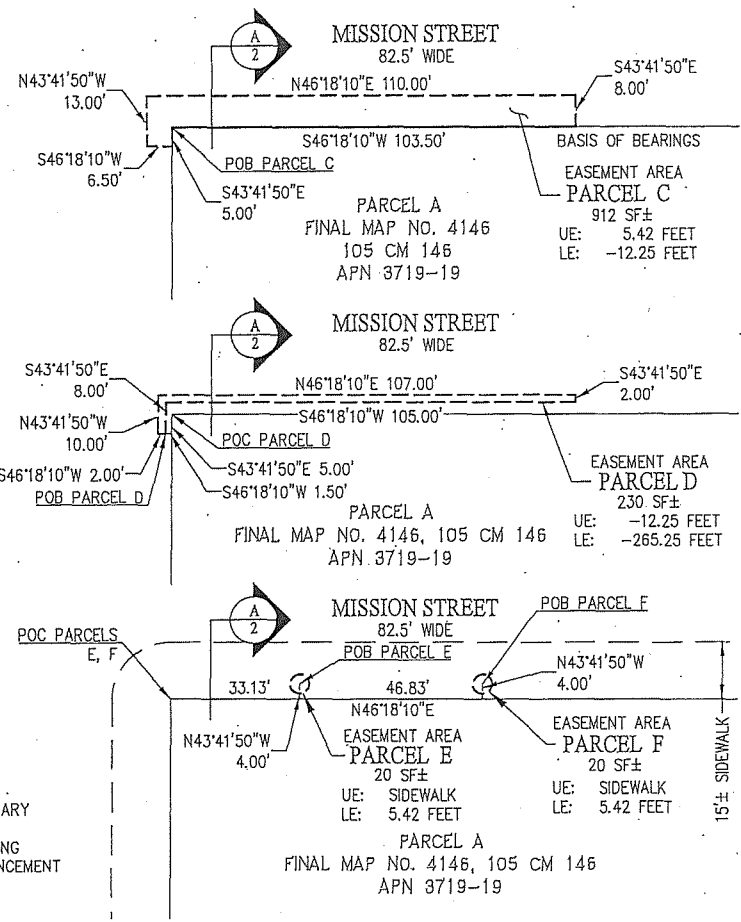 A
2
MISSION STREET
82.5' WIDE
N43°41'50"W
13.00'
N46°18'10"E 110.00'
S43°41'50"E
8.00'
S46°18'10"W
6.50'
S46°18'10"W 103.50'
BASIS OF BEARINGS
POB PARCEL C
S43°41'50"E
5.00'
EASEMENT AREA
PARCEL C
912 SF±
UE: 5.42 FEET
LE: -12.25 FEET
PARCEL A
FINAL MAP NO. 4146
105 CM 146
APN 3719-19
A
2
MISSION STREET
82.5' WIDE
S43°41'50"E
8.00'
N46°18'10"E 107.00'
S43°41'50"E
2.00'
N43°41'50"W
10.00'
S46°18'10"W 105.00'
POC PARCEL D
S46°18'10"W 2.00'
S43°41'50"E 5.00'
POB PARCEL D
S46°18'10"W 1.50'
EASEMENT AREA
PARCEL D
230 SF±
UE: -12.25 FEET
LE: -265.25 FEET
PARCEL A
FINAL MAP NO. 4146, 105 CM 146
APN 3719-19
A
2
MISSION STREET
82.5' WIDE
POB PARCEL F
POC PARCELS
E, F
POB PARCEL E
N43°41'50"W
4.00'
33.13'
46.83'
N46°18'10"E
N43°41'50"W
4.00'
EASEMENT AREA
PARCEL E
20 SF±
UE: SIDEWALK
LE: 5.42 FEET
EASEMENT AREA
PARCEL F
20 SF±
UE: SIDEWALK
LE: 5.42 FEET
15'± SIDEWALK
ARY
NG
NCEMENT
PARCEL A
FINAL MAP NO. 4146, 105 CM 146
APN 3719-19